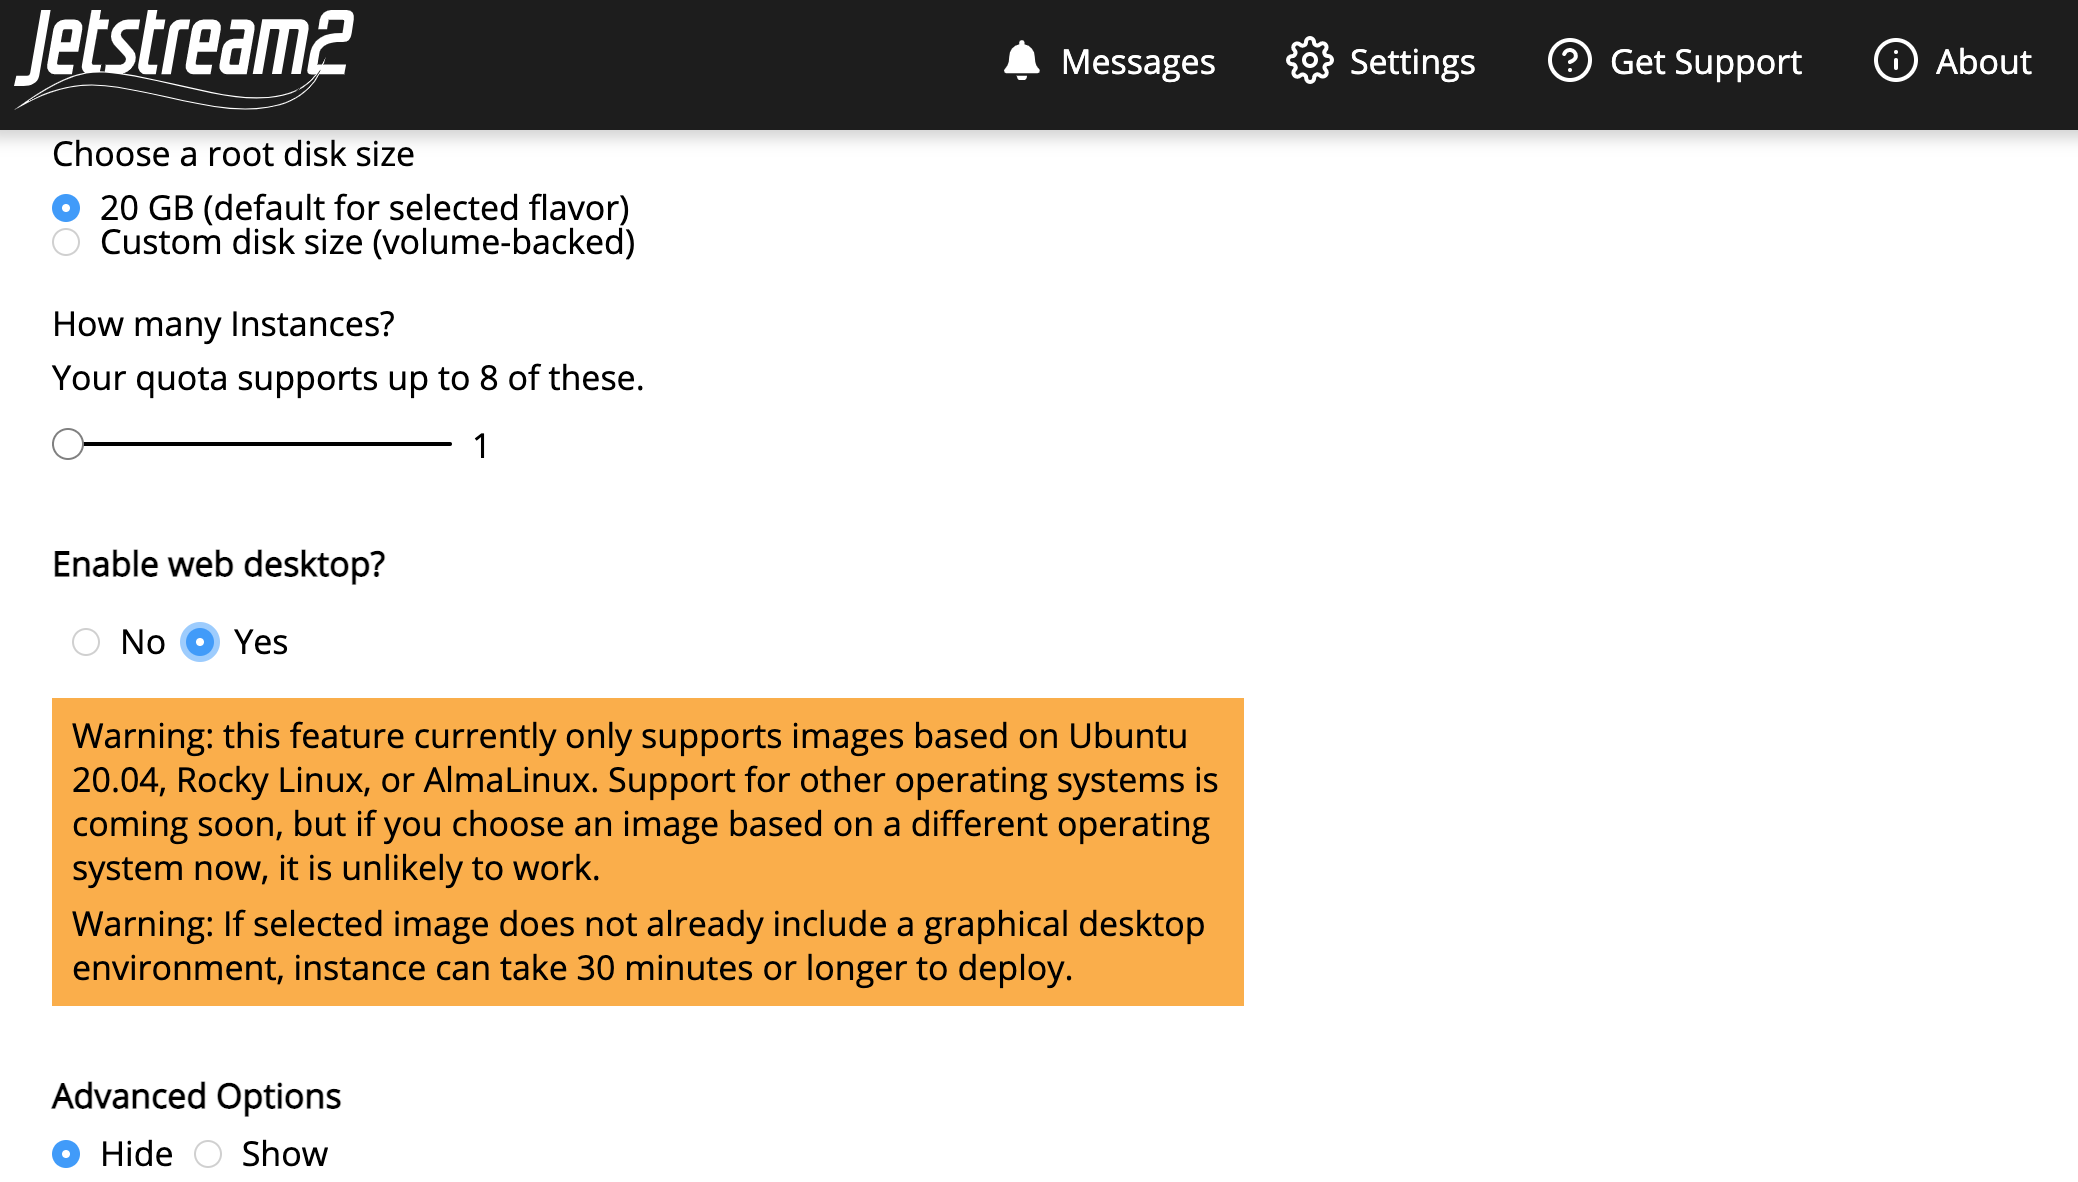 Jetstream2
Messages
Settings
Get Support
About
Choose a root disk size
20 GB (default for selected flavor)
Custom disk size (volume-backed)
How many Instances?
Your quota supports up to 8 of these.
1
Enable web desktop?
No Yes
Warning: this feature currently only supports images based on Ubuntu
20.04, Rocky Linux, or AlmaLinux. Support for other operating systems is
coming soon, but if you choose an image based on a different operating
system now, it is unlikely to work.
Warning: If selected image does not already include a graphical desktop
environment, instance can take 30 minutes or longer to deploy.
Advanced Options
Hide Show